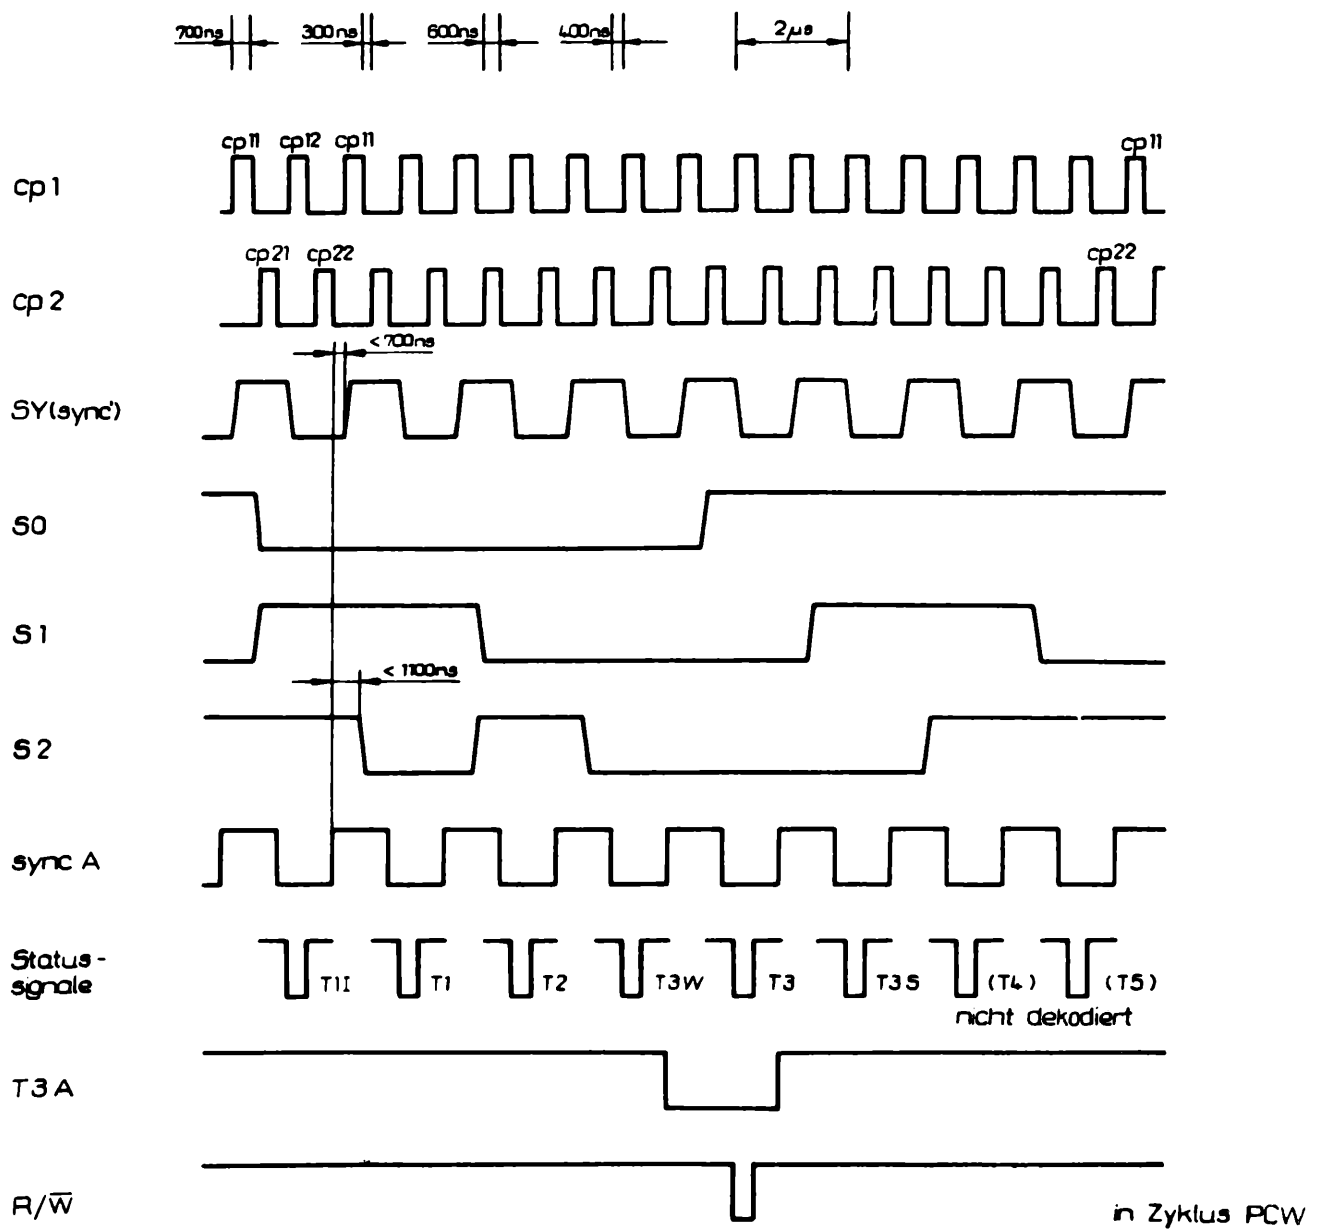 700ns 300ns 600ns 400ns 2µs
cp11 cp12 cp11 cp11
cp1
cp21 cp22 cp22
cp2
<700ns
SY(sync')
S0
S1
<1100ns
S2
sync A
Status-
signale
T1I T1 T2 T3W T3 T3S (T4) (T5)
nicht dekodiert
T3A
R/W̅
in Zyklus PCW